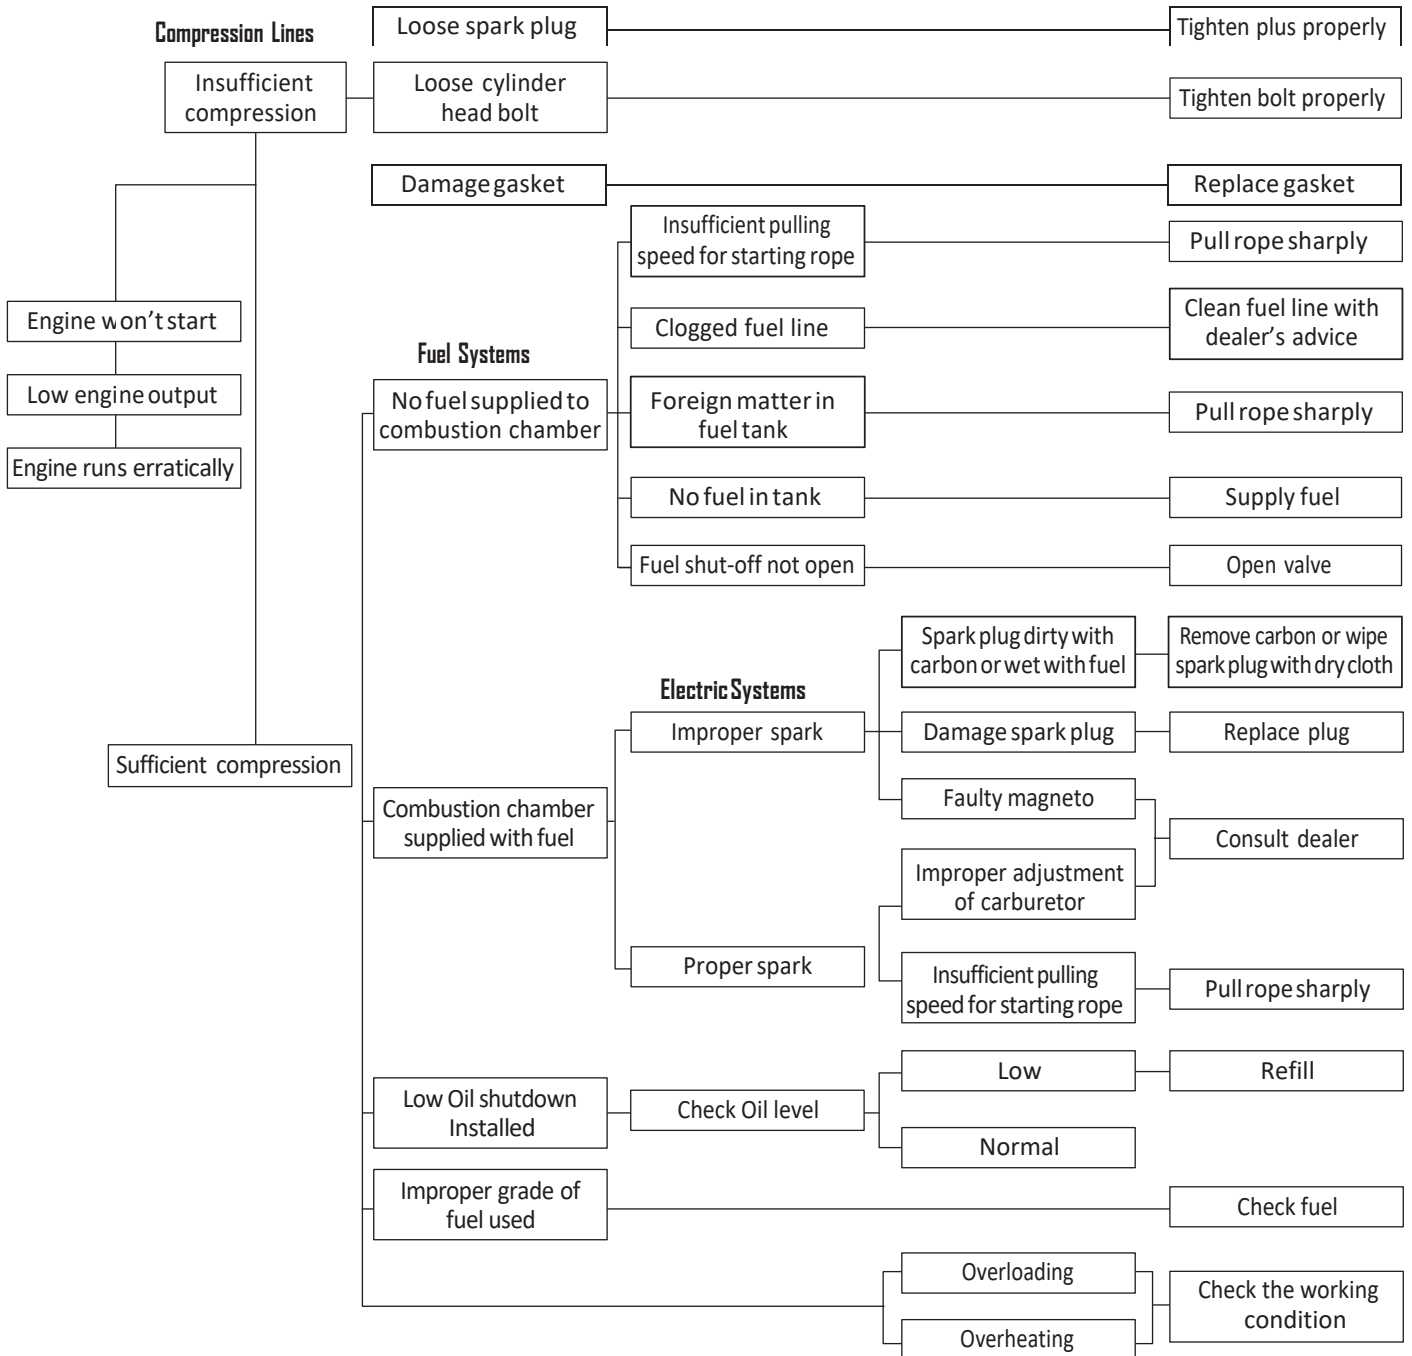 Loose spark plug
Tighten plus properly
Compression Lines
Insufficient
compression
Loose cylinder
head bolt
Tighten bolt properly
Damage gasket
Replace gasket
Insufficient pulling
speed for starting rope
Pull rope sharply
Engine won't start
Clogged fuel line
Clean fuel line with
dealer's advice
Fuel Systems
Low engine output
No fuel supplied to
combustion chamber
Foreign matter in
fuel tank
Pull rope sharply
Engine runs erratically
No fuel in tank
Supply fuel
Fuel shut-off not open
Open valve
Spark plug dirty with
carbon or wet with fuel
Remove carbon or wipe
spark plug with dry cloth
Electric Systems
Improper spark
Damage spark plug
Replace plug
Sufficient compression
Combustion chamber
supplied with fuel
Faulty magneto
Consult dealer
Improper adjustment
of carburetor
Proper spark
Insufficient pulling
speed for starting rope
Pull rope sharply
Low Oil shutdown
Installed
Check Oil level
Low
Refill
Normal
Improper grade of
fuel used
Check fuel
Overloading
Check the working
condition
Overheating